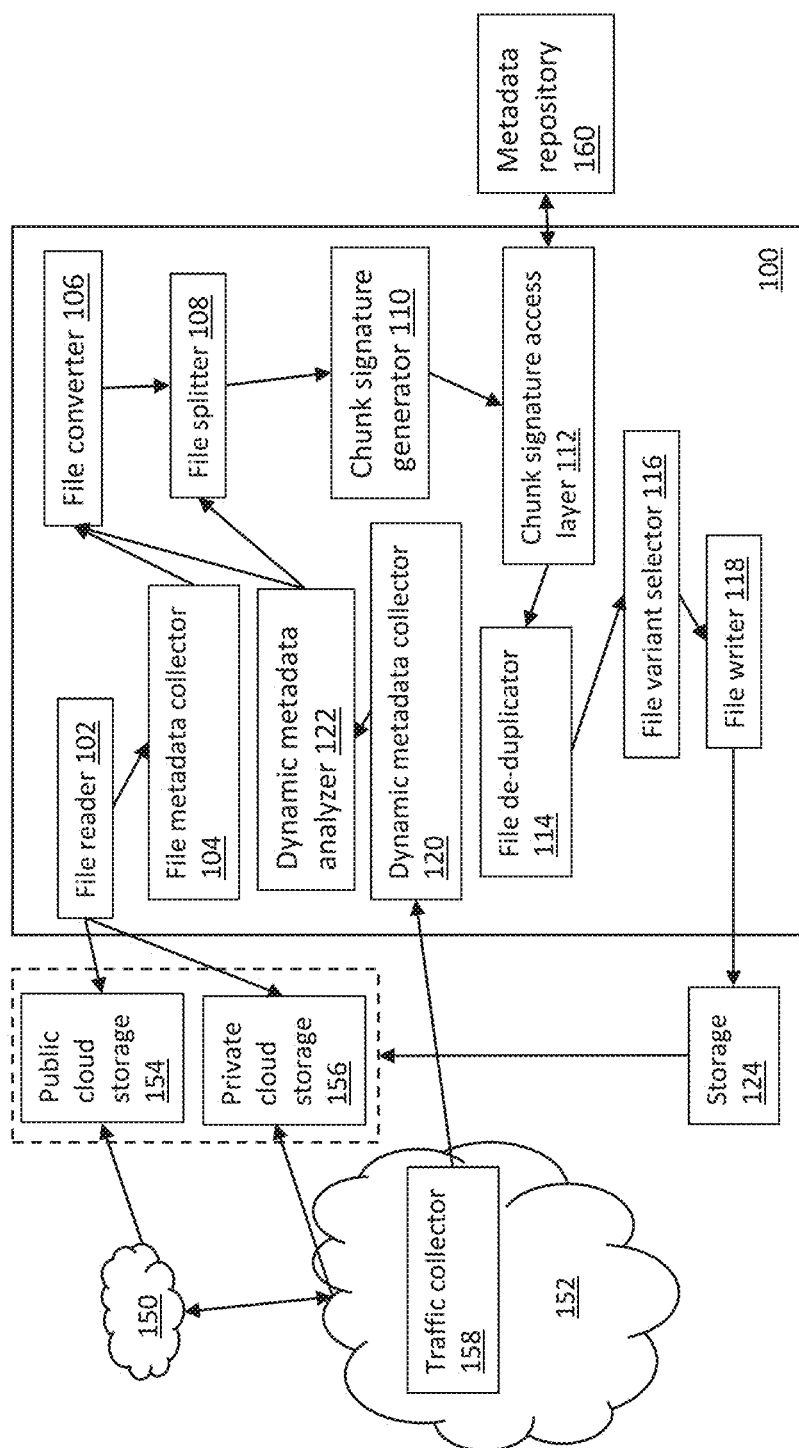 150
Public
cloud
storage
154
Private
cloud
storage
156
Traffic collector
158
152
Storage
124
File reader 102
File metadata collector
104
Dynamic metadata
analyzer 122
Dynamic metadata collector
120
File de-duplicator
114
File variant selector
116
File writer 118
File converter 106
File splitter 108
Chunk signature
generator 110
Chunk signature access
layer 112
100
Metadata
repository
160